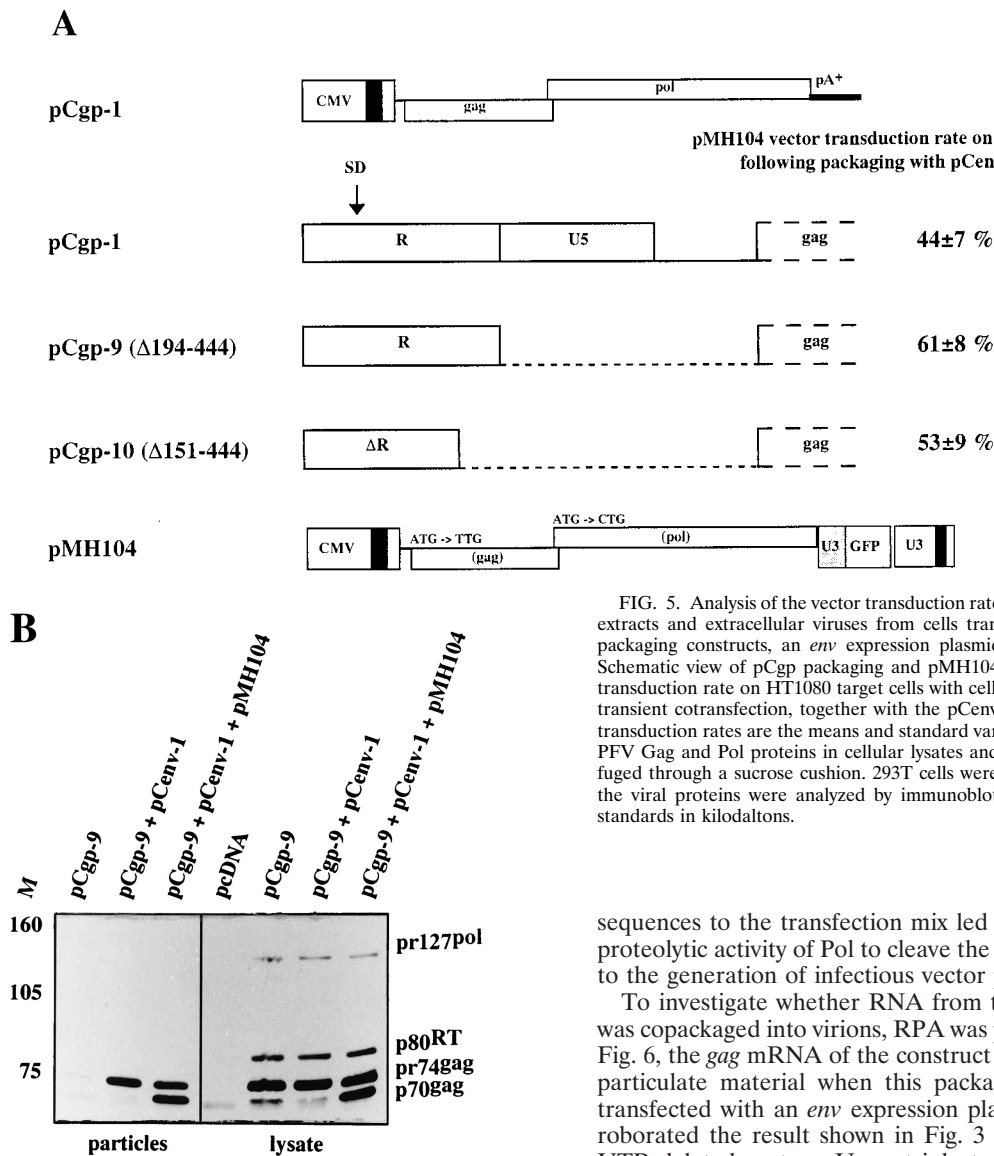 A
pCgp-1
CMV
gag
pol
pA+
pMH104 vector transduction rate on
following packaging with pCen
SD
pCgp-1
R
U5
gag
44±7 %
pCgp-9 (Δ194-444)
R
gag
61±8 %
pCgp-10 (Δ151-444)
ΔR
gag
53±9 %
pMH104
CMV
ATG -> TTG
(gag)
ATG -> CTG
(pol)
U3
GFP
U3
B
M
pCgp-9
pCgp-9 + pCenv-1
pCgp-9 + pCenv-1 + pMH104
pcDNA
pCgp-9
pCgp-9 + pCenv-1
pCgp-9 + pCenv-1 + pMH104
160
105
75
pr127pol
p80RT
pr74gag
p70gag
particles
lysate
FIG. 5. Analysis of the vector transduction rate
extracts and extracellular viruses from cells tran
packaging constructs, an env expression plasmid
Schematic view of pCgp packaging and pMH104
transduction rate on HT1080 target cells with cell
transient cotransfection, together with the pCenv
transduction rates are the means and standard var
PFV Gag and Pol proteins in cellular lysates and
fuged through a sucrose cushion. 293T cells were
the viral proteins were analyzed by immunoblot
standards in kilodaltons.
sequences to the transfection mix led
proteolytic activity of Pol to cleave the
to the generation of infectious vector
To investigate whether RNA from t
was copackaged into virions, RPA was
Fig. 6, the gag mRNA of the construct
particulate material when this packa
transfected with an env expression pla
roborated the result shown in Fig. 3